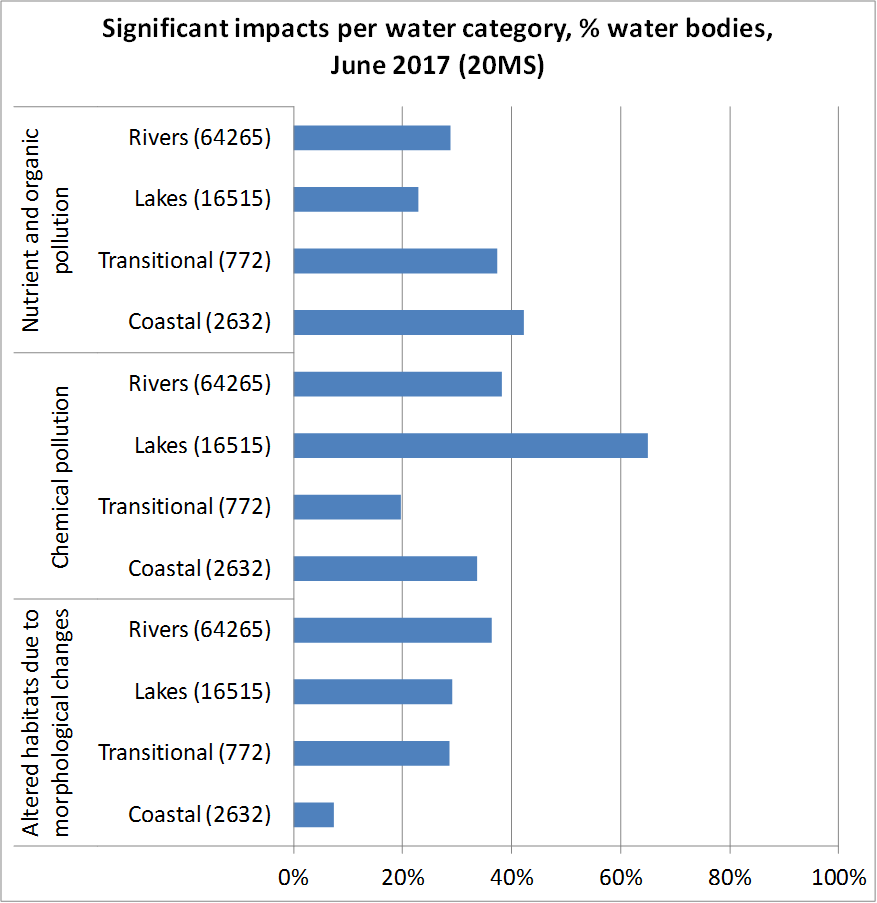 Significant impacts per water category, % water bodies,
June 2017 (20MS)
Nutrient and organic
pollution
Rivers (64265)
Lakes (16515)
Transitional (772)
Coastal (2632)
Chemical pollution
Rivers (64265)
Lakes (16515)
Transitional (772)
Coastal (2632)
Altered habitats due to
morphological changes
Rivers (64265)
Lakes (16515)
Transitional (772)
Coastal (2632)
0% 20% 40% 60% 80% 100%